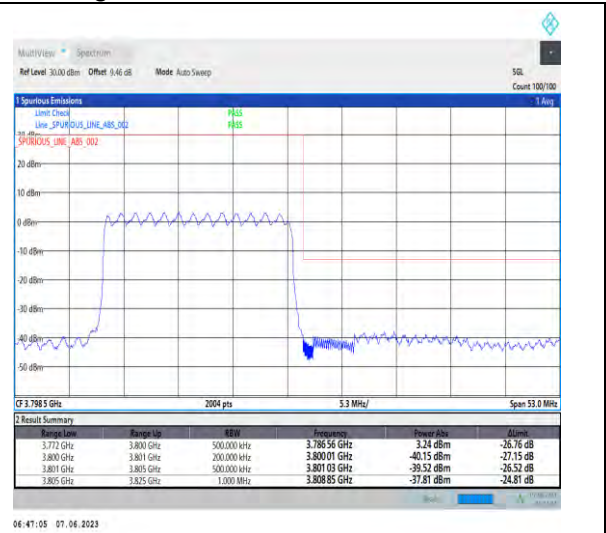 MultiView Spectrum
Ref Level 30.00 dBm Offset 9.46 dB Mode Auto Sweep SGL
Count 100/100
1 Spurious Emissions 1 Avg
Limit Check PASS
Line _SPURIOUS_LINE_ABS_002 PASS
30 dBm
_SPURIOUS_LINE_ABS_002
20 dBm
10 dBm
0 dBm
-10 dBm
-20 dBm
-30 dBm
-40 dBm
-50 dBm
CF 3.7985 GHz 2004 pts 5.3 MHz/ Span 53.0 MHz
2 Result Summary
Range Low Range Up RBW Frequency Power Abs ΔLimit
3.772 GHz 3.800 GHz 500.000 kHz 3.78656 GHz 3.24 dBm -26.76 dB
3.800 GHz 3.801 GHz 200.000 kHz 3.80001 GHz -40.15 dBm -27.15 dB
3.801 GHz 3.805 GHz 500.000 kHz 3.80103 GHz -39.52 dBm -26.52 dB
3.805 GHz 3.825 GHz 1.000 MHz 3.80885 GHz -37.81 dBm -24.81 dB
06:47:05 07.06.2023